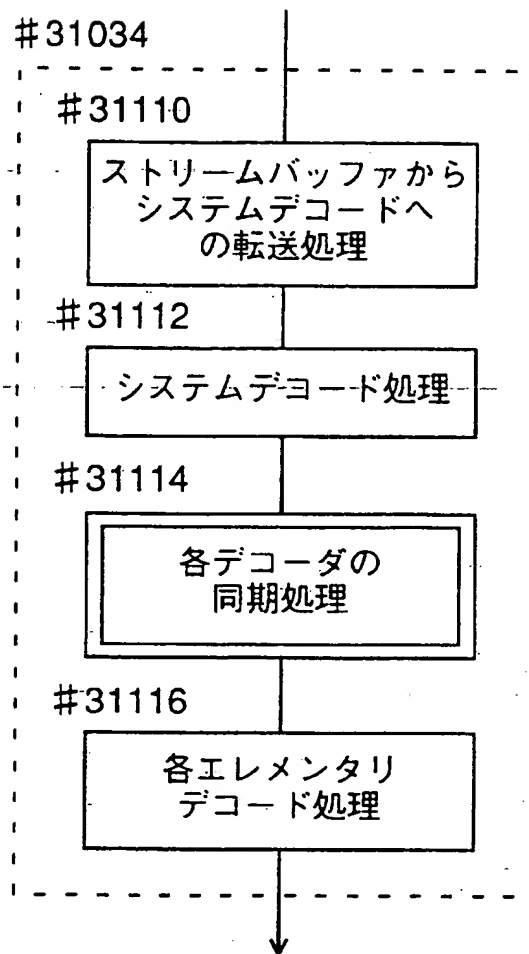 #31034
#31110
ストリームバッファから
システムデコードへ
の転送処理
#31112
システムデコード処理
#31114
各デコーダの
同期処理
#31116
各エレメンタリ
デコード処理